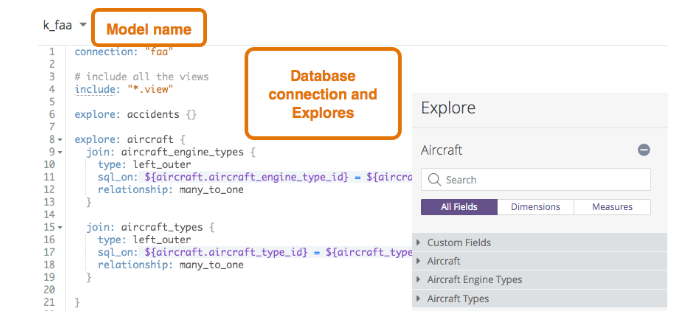 k_faa
Model name
1 connection: "faa"
2
3 # include all the views
4 include: "*.view"
5
6 explore: accidents {}
7
8 explore: aircraft {
9 join: aircraft_engine_types {
10 type: left_outer
11 sql_on: ${aircraft.aircraft_engine_type_id} = ${aircra
12 relationship: many_to_one
13 }
14
15 join: aircraft_types {
16 type: left_outer
17 sql_on: ${aircraft.aircraft_type_id} = ${aircraft_type
18 relationship: many_to_one
19 }
20
21 }
Database
connection and
Explores
Explore
Aircraft
Search
All Fields Dimensions Measures
Custom Fields
Aircraft
Aircraft Engine Types
Aircraft Types